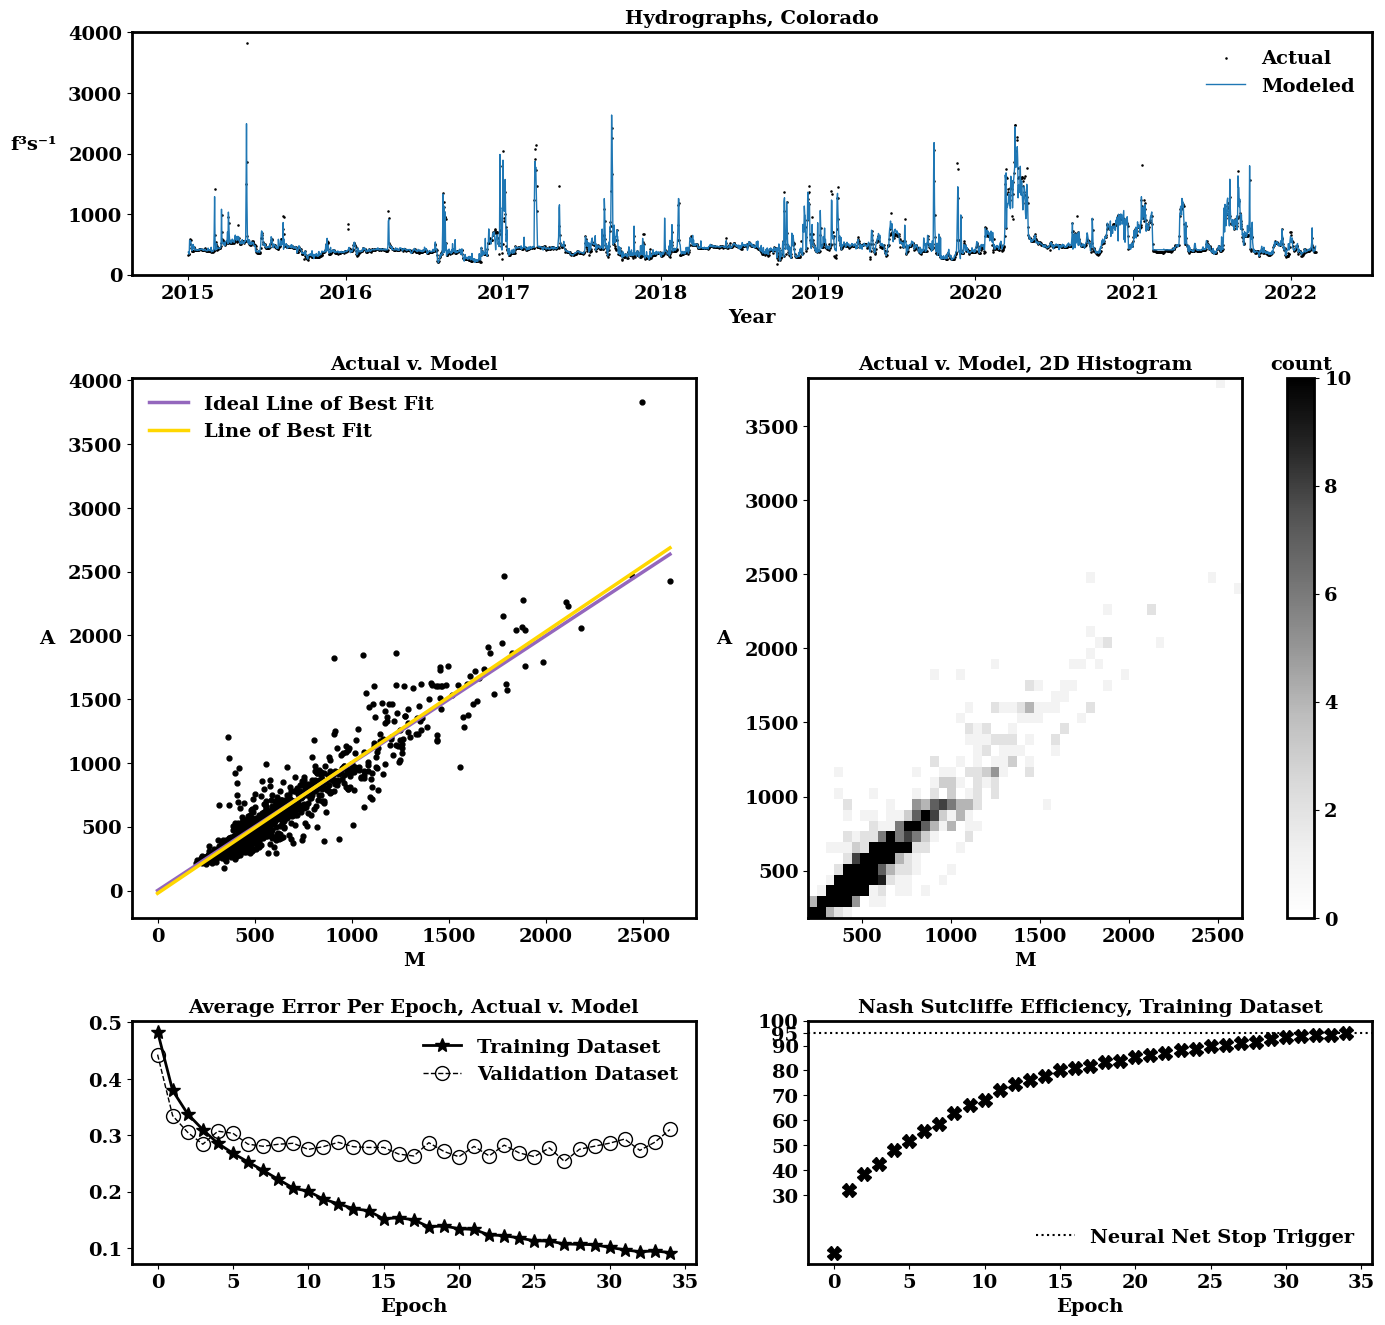 Hydrographs, Colorado
4000
3000
2000
1000
0
f³s⁻¹
Actual
Modeled
2015 2016 2017 2018 2019 2020 2021 2022
Year
Actual v. Model
4000
3500
3000
2500
2000
1500
1000
500
0
A
Ideal Line of Best Fit
Line of Best Fit
0 500 1000 1500 2000 2500
M
Actual v. Model, 2D Histogram
3500
3000
2500
2000
1500
1000
500
A
500 1000 1500 2000 2500
M
count
10
8
6
4
2
0
Average Error Per Epoch, Actual v. Model
0.5
0.4
0.3
0.2
0.1
Training Dataset
Validation Dataset
0 5 10 15 20 25 30 35
Epoch
Nash Sutcliffe Efficiency, Training Dataset
100
95
90
80
70
60
50
40
30
Neural Net Stop Trigger
0 5 10 15 20 25 30 35
Epoch